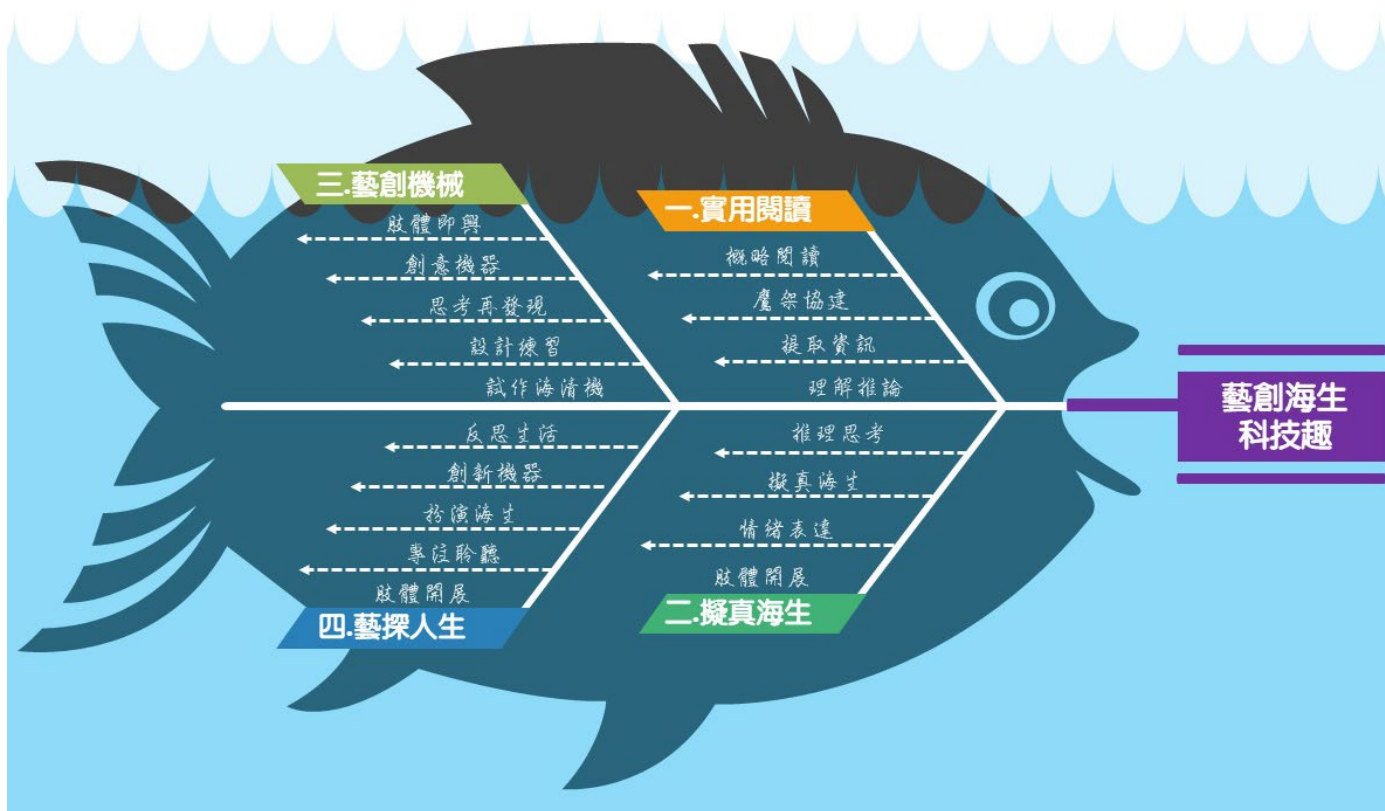 三.藝創機械
肢體即興
創意機器
思考再發現
設計練習
試作海清機
一.實用閱讀
概略閱讀
鷹架協建
提取資訊
理解推論
藝創海生
科技趣
反思生活
創新機器
扮演海生
專注聆聽
肢體開展
四.藝探人生
推理思考
擬真海生
情緒表達
肢體開展
二.擬真海生